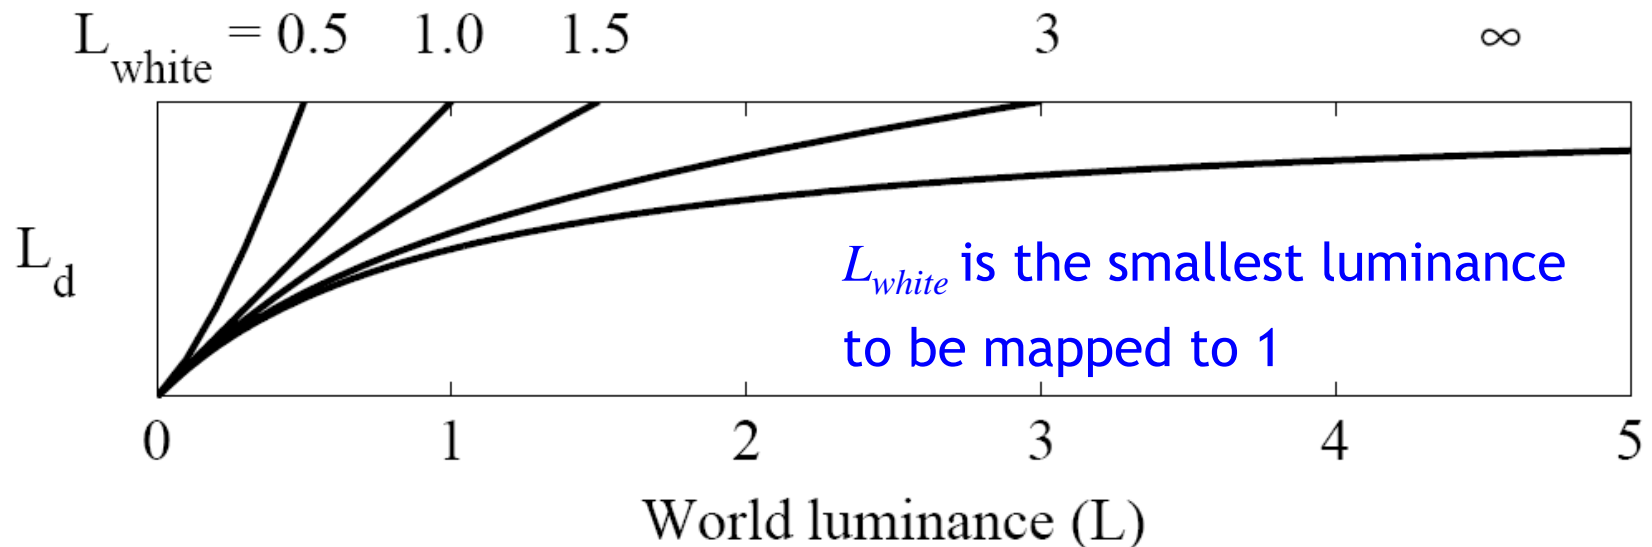 L_white = 0.5 1.0 1.5 3 ∞
L_d
L_white is the smallest luminance
to be mapped to 1
0 1 2 3 4 5
World luminance (L)